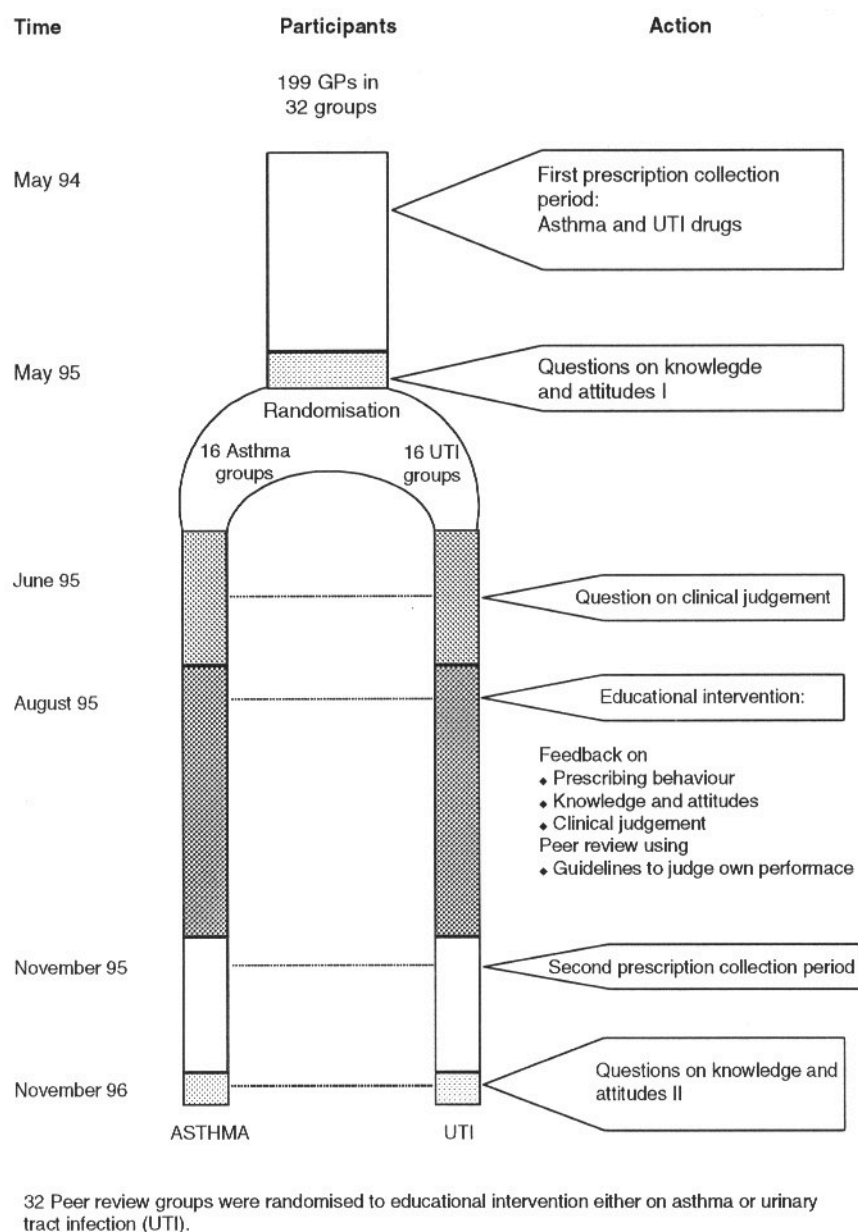 Time Participants Action
199 GPs in
32 groups
May 94
First prescription collection
period:
Asthma and UTI drugs
May 95
Questions on knowlegde
and attitudes I
Randomisation
16 Asthma
groups
16 UTI
groups
June 95
Question on clinical judgement
August 95
Educational intervention:
Feedback on
⬥ Prescribing behaviour
⬥ Knowledge and attitudes
⬥ Clinical judgement
Peer review using
⬥ Guidelines to judge own performace
November 95
Second prescription collection period
November 96
Questions on knowledge and
attitudes II
ASTHMA UTI
32 Peer review groups were randomised to educational intervention either on asthma or urinary
tract infection (UTI).